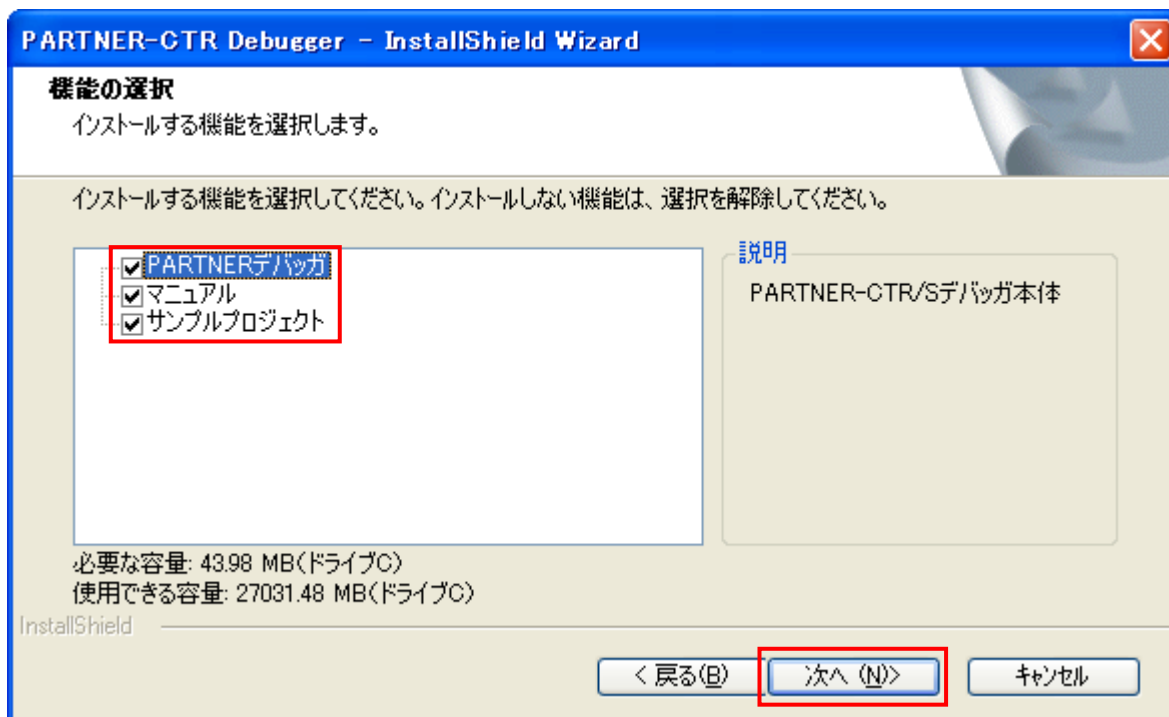 PARTNER-CTR Debugger - InstallShield Wizard
機能の選択
インストールする機能を選択します。
インストールする機能を選択してください。インストールしない機能は、選択を解除してください。
PARTNERデバッガ
マニュアル
サンプルプロジェクト
説明
PARTNER-CTR/Sデバッガ本体
必要な容量: 43.98 MB(ドライブC)
使用できる容量: 27031.48 MB(ドライブC)
InstallShield
< 戻る(B)
次へ (N)>
キャンセル